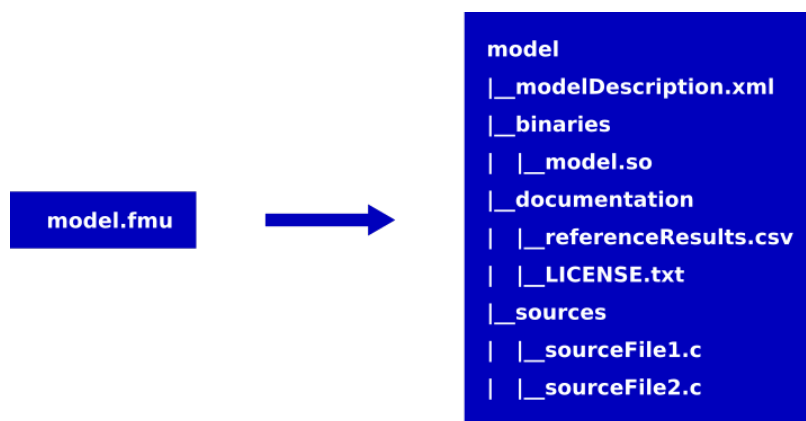 model.fmu
model
|__modelDescription.xml
|__binaries
|  |__model.so
|__documentation
|  |__referenceResults.csv
|  |__LICENSE.txt
|__sources
|  |__sourceFile1.c
|  |__sourceFile2.c